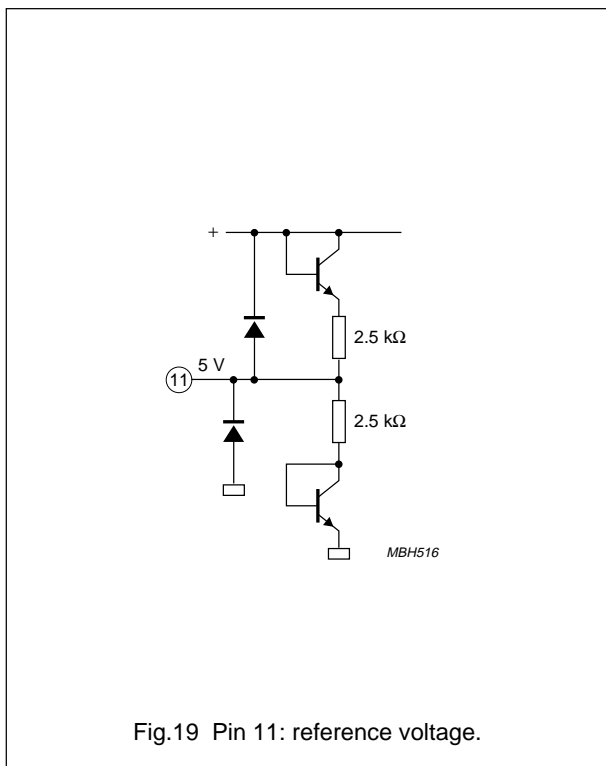 +
2.5 kΩ
5 V
11
2.5 kΩ
MBH516
Fig.19 Pin 11: reference voltage.